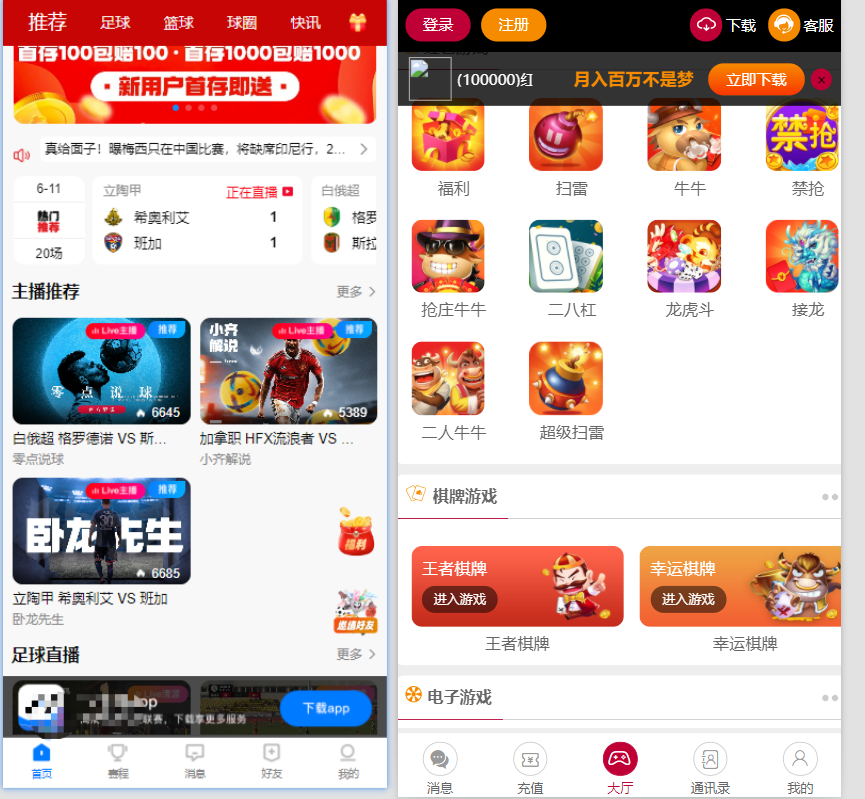 推荐 足球 篮球 球圈 快讯
首存100包赔100·首存1000包赔1000
·新用户首存即送·
真给面子！曝梅西只在中国比赛，将缺席印尼行，2...
6-11
热门
推荐
20场
立陶甲 正在直播
希奥利艾 1
班加 1
白俄超
格罗
斯拉
主播推荐 更多
Live主播 推荐
零点说球
6645
白俄超 格罗德诺 VS 斯...
零点说球
小齐
解说
Live主播 推荐
5389
加拿职 HFX流浪者 VS ...
小齐解说
Live主播 推荐
卧龙先生
6685
立陶甲 希奥利艾 VS 班加
卧龙先生
福利
邀请好友
足球直播 更多
联赛，下载享更多服务
下载app
首页 赛程 消息 好友 我的
登录 注册 下载 客服
(100000)红 月入百万不是梦 立即下载
禁抢
福利 扫雷 牛牛 禁抢
抢庄牛牛 二八杠 龙虎斗 接龙
二人牛牛 超级扫雷
棋牌游戏
王者棋牌
进入游戏
王者棋牌
幸运棋牌
进入游戏
幸运棋牌
电子游戏
消息 充值 大厅 通讯录 我的